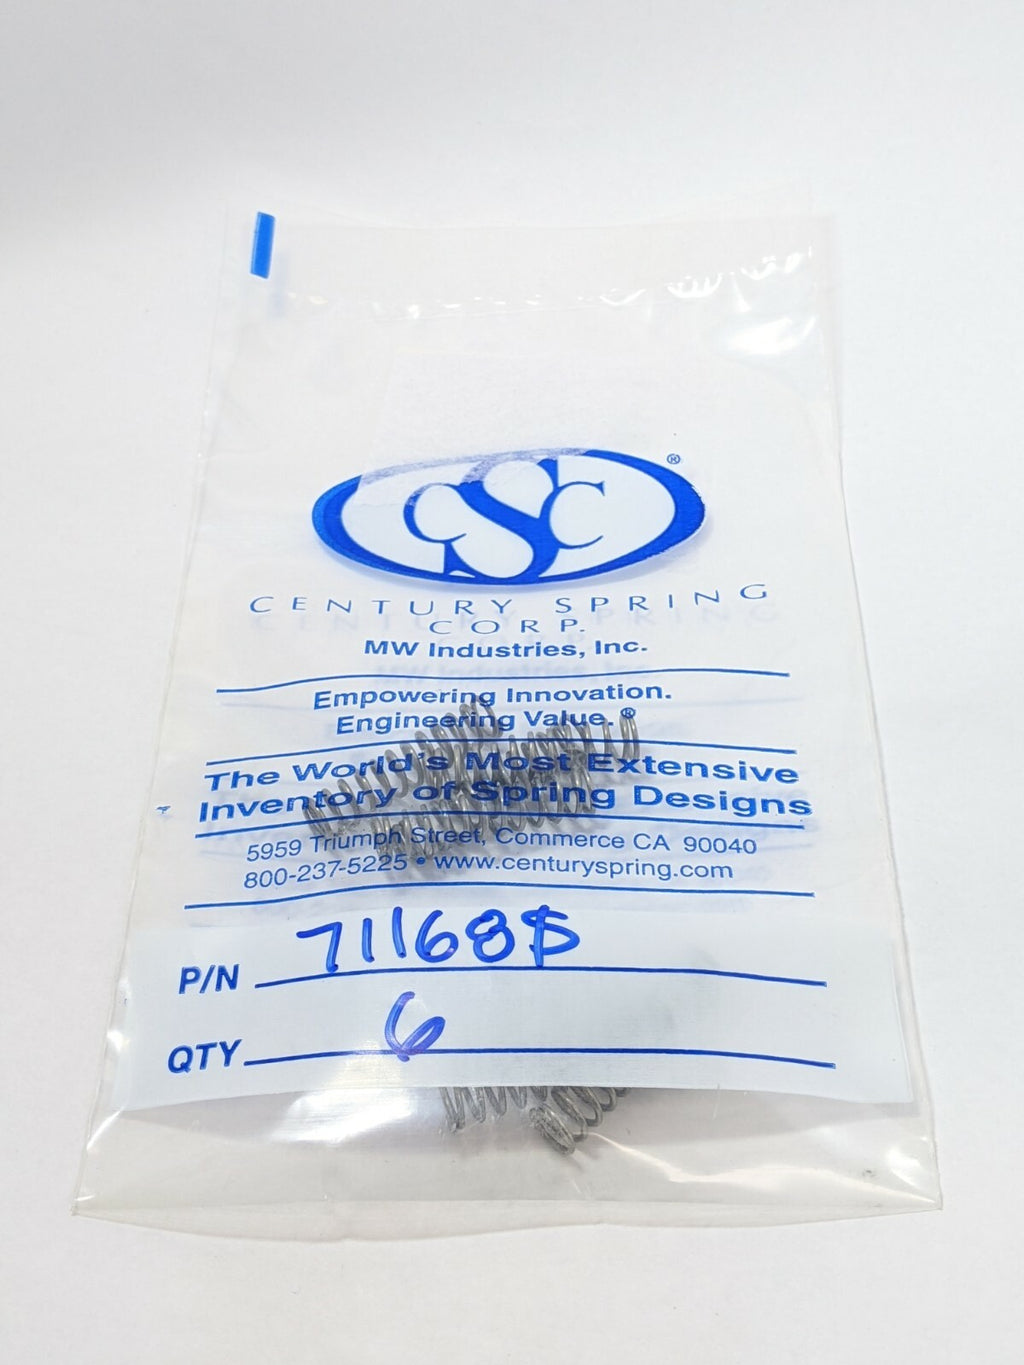 CSC ®
CENTURY SPRING
CORP.
MW Industries, Inc.
Empowering Innovation.
Engineering Value.®
The World's Most Extensive
Inventory of Spring Designs
5959 Triumph Street, Commerce CA 90040
800-237-5225 • www.centuryspring.com
P/N 71168$
QTY 6